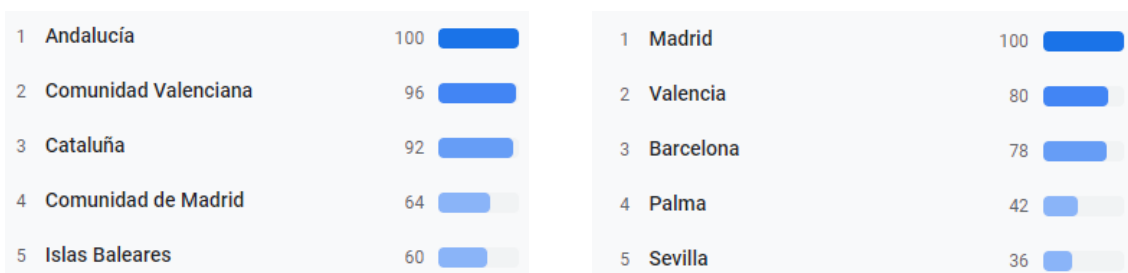 1 Andalucía 100
2 Comunidad Valenciana 96
3 Cataluña 92
4 Comunidad de Madrid 64
5 Islas Baleares 60
1 Madrid 100
2 Valencia 80
3 Barcelona 78
4 Palma 42
5 Sevilla 36